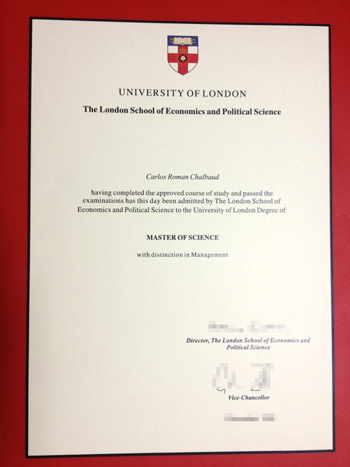 UNIVERSITY OF LONDON
The London School of Economics and Political Science
Carlos Roman Chalbaud
having completed the approved course of study and passed the
examinations has this day been admitted by The London School of
Economics and Political Science to the University of London Degree of
MASTER OF SCIENCE
with distinction in Management
Director, The London School of Economics and
Political Science
Vice-Chancellor